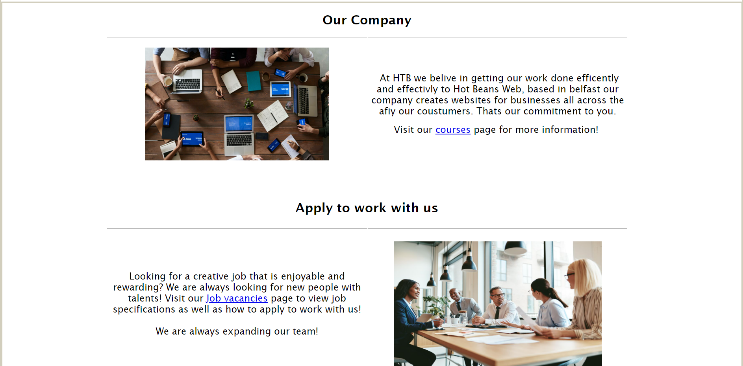 Our Company
At HTB we belive in getting our work done efficently
and effectivly to Hot Beans Web, based in belfast our
company creates websites for businesses all across the
afiy our coustumers. Thats our commitment to you.
Visit our courses page for more information!
Apply to work with us
Looking for a creative job that is enjoyable and
rewarding? We are always looking for new people with
talents! Visit our Job vacancies page to view job
specifications as well as how to apply to work with us!
We are always expanding our team!